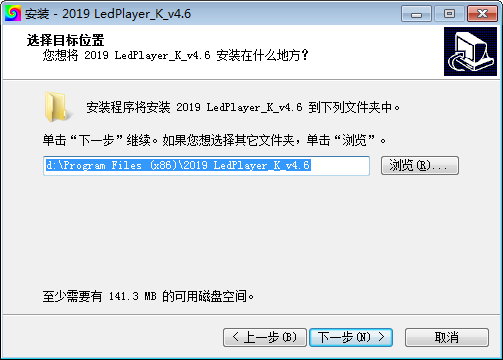 安装 - 2019 LedPlayer_K_v4.6
选择目标位置
您想将 2019 LedPlayer_K_v4.6 安装在什么地方？
安装程序将安装 2019 LedPlayer_K_v4.6 到下列文件夹中。
单击“下一步”继续。如果您想选择其它文件夹，单击“浏览”。
d:\Program Files (x86)\2019 LedPlayer_K_v4.6
浏览(R)...
至少需要有 141.3 MB 的可用磁盘空间。
< 上一步(B)
下一步(N) >
取消